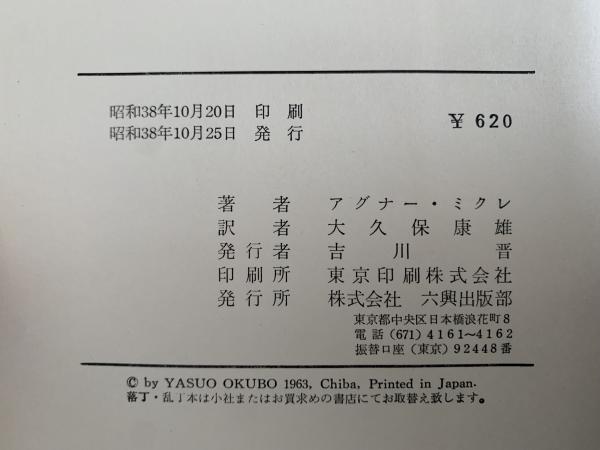 昭和38年10月20日 印刷
昭和38年10月25日 発行
￥620
著者 アグナー・ミクレ
訳者 大久保康雄
発行者 吉川晋
印刷所 東京印刷株式会社
発行所 株式会社 六興出版部
東京都中央区日本橋浪花町8
電話 (671) 4161～4162
振替口座 (東京) 92448番
© by YASUO OKUBO 1963, Chiba, Printed in Japan.
落丁・乱丁本は小社またはお買求めの書店にてお取替え致します。